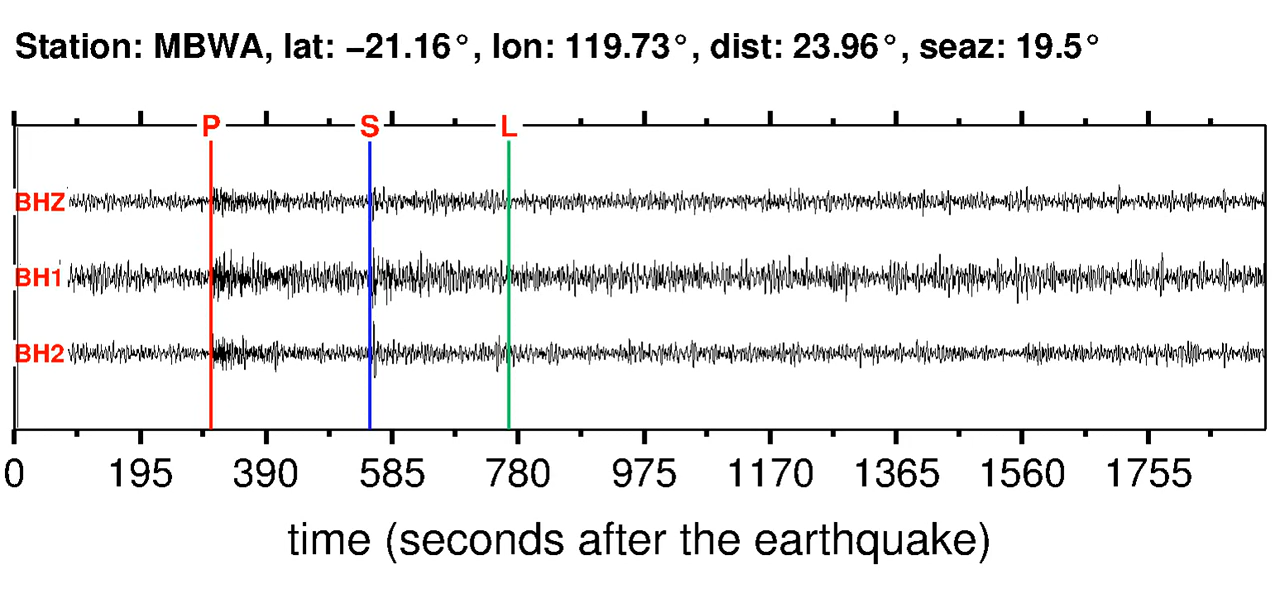 Station: MBWA, lat: −21.16°, lon: 119.73°, dist: 23.96°, seaz: 19.5°
P S L
BHZ
BH1
BH2
0 195 390 585 780 975 1170 1365 1560 1755
time (seconds after the earthquake)